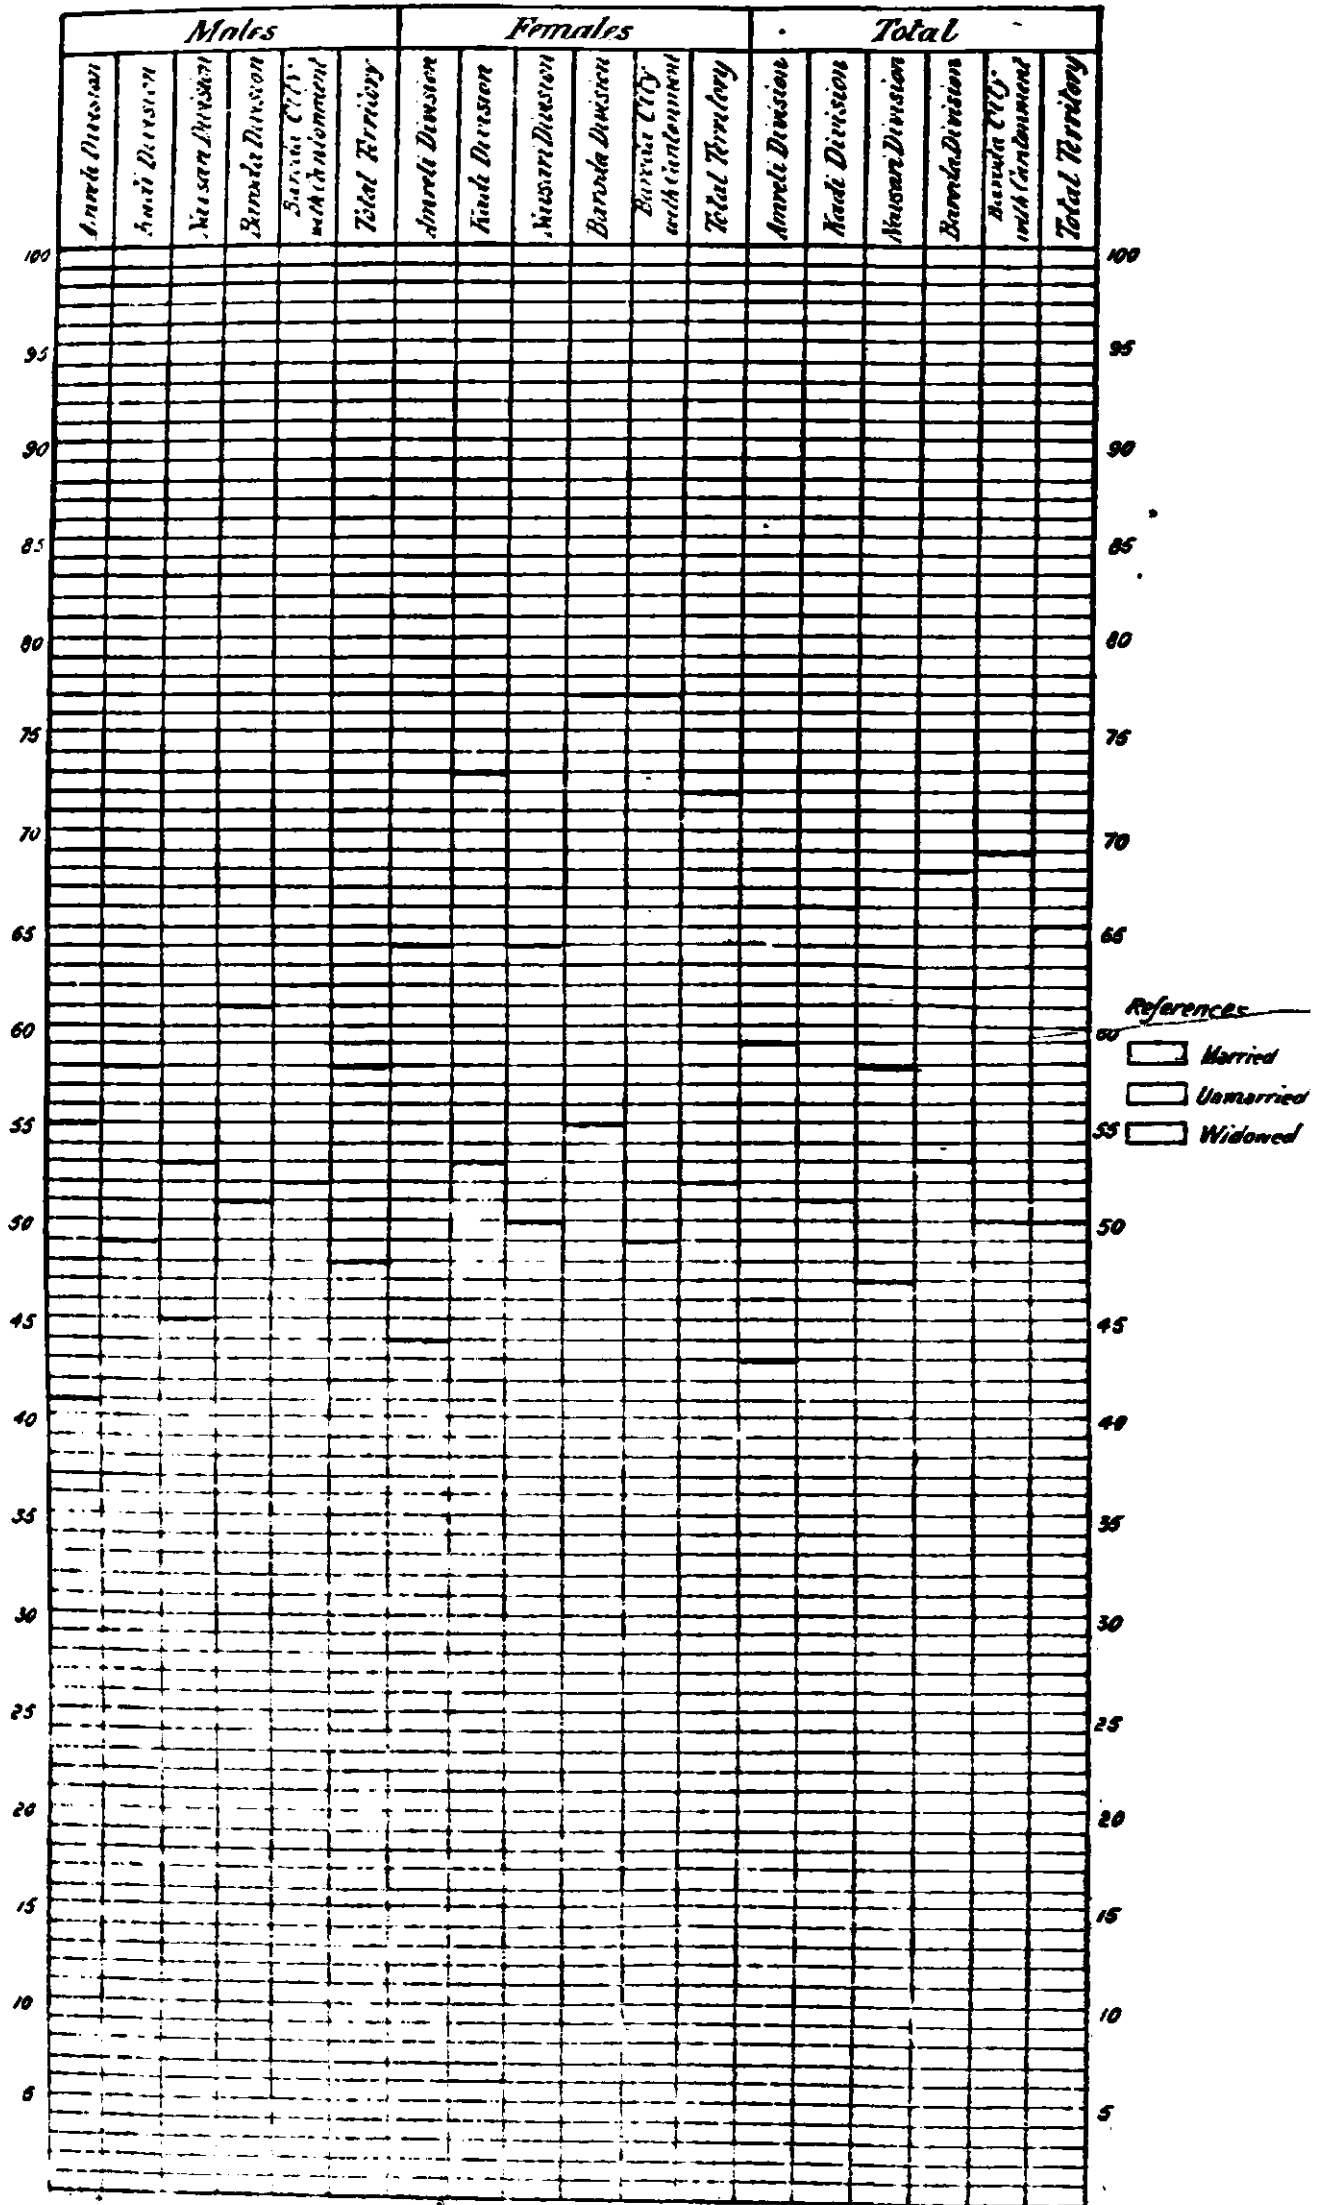 Males Females Total
Amreli Division
Kadi Division
Nausari Division
Baroda Division
Baroda City with Cantonment
Total Territory
Amreli Division
Kadi Division
Nausari Division
Baroda Division
Baroda City with Cantonment
Total Territory
Amreli Division
Kadi Division
Nausari Division
Baroda Division
Baroda City with Cantonment
Total Territory
100 100
95 95
90 90
85 85
80 80
75 75
70 70
65 65
References
60 60
Married
Unmarried
55 55
Widowed
50 50
45 45
40 40
35 35
30 30
25 25
20 20
15 15
10 10
5 5